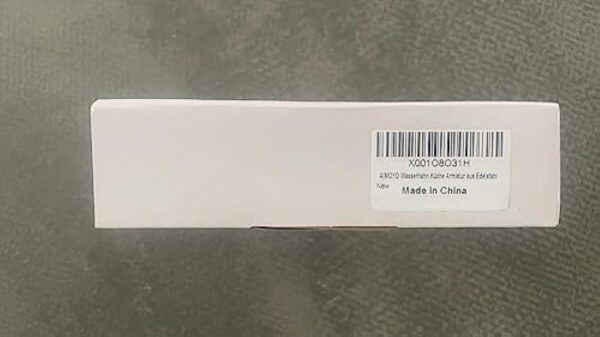 X001O8O31H
AIMOYO Wasserhahn Küche Armatur aus Edelstahl
New
Made in China